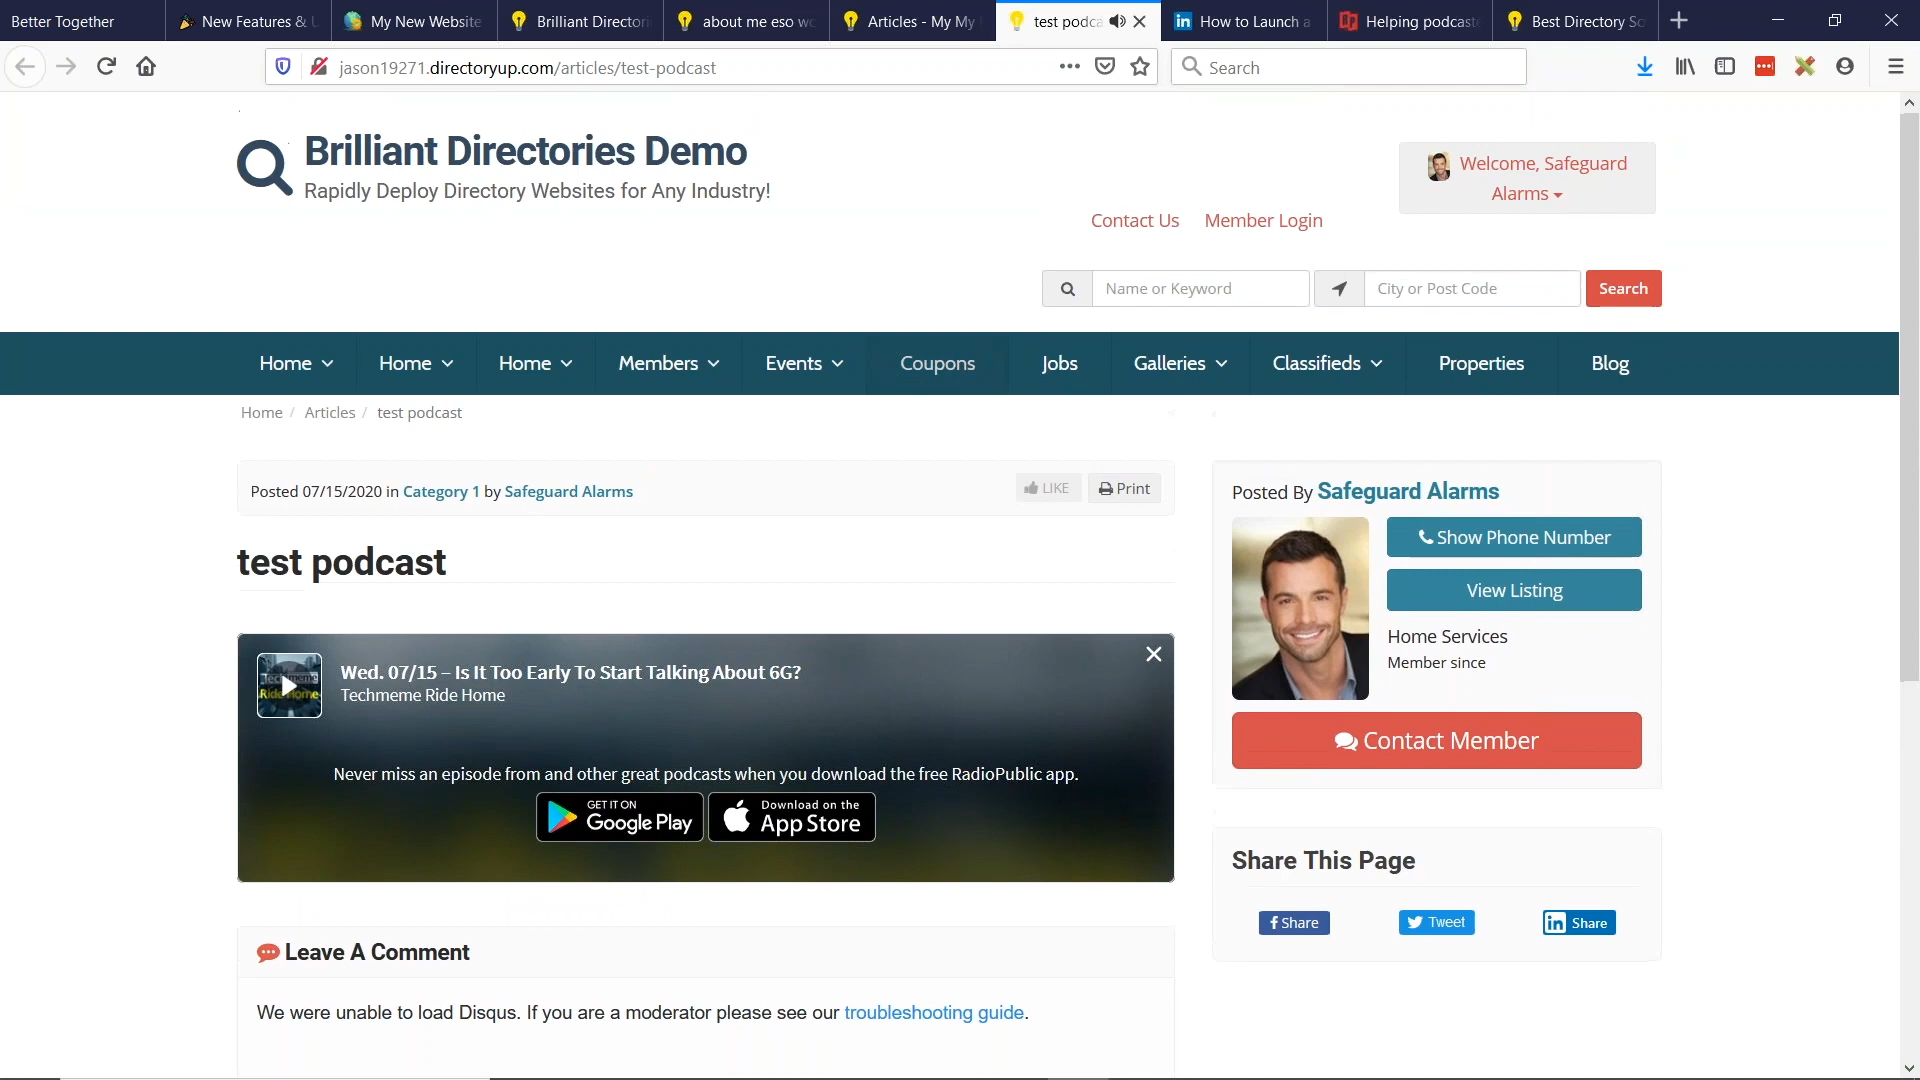 Better Together
New Features &
My New Website
Brilliant Director
about me eso wo
Articles - My My
test podca
How to Launch a
Helping podcast
Best Directory So
jason19271.directoryup.com/articles/test-podcast
Search
Brilliant Directories Demo
Rapidly Deploy Directory Websites for Any Industry!
Welcome, Safeguard
Alarms
Contact Us
Member Login
Name or Keyword
City or Post Code
Search
Home
Home
Home
Members
Events
Coupons
Jobs
Galleries
Classifieds
Properties
Blog
Home / Articles / test podcast
Posted 07/15/2020 in Category 1 by Safeguard Alarms
LIKE
Print
Posted By Safeguard Alarms
Show Phone Number
View Listing
Home Services
Member since
Contact Member
test podcast
Techmeme
Ride Home
Wed. 07/15 – Is It Too Early To Start Talking About 6G?
Techmeme Ride Home
Never miss an episode from and other great podcasts when you download the free RadioPublic app.
GET IT ON
Google Play
Download on the
App Store
Share This Page
Share
Tweet
in Share
Leave A Comment
We were unable to load Disqus. If you are a moderator please see our troubleshooting guide.